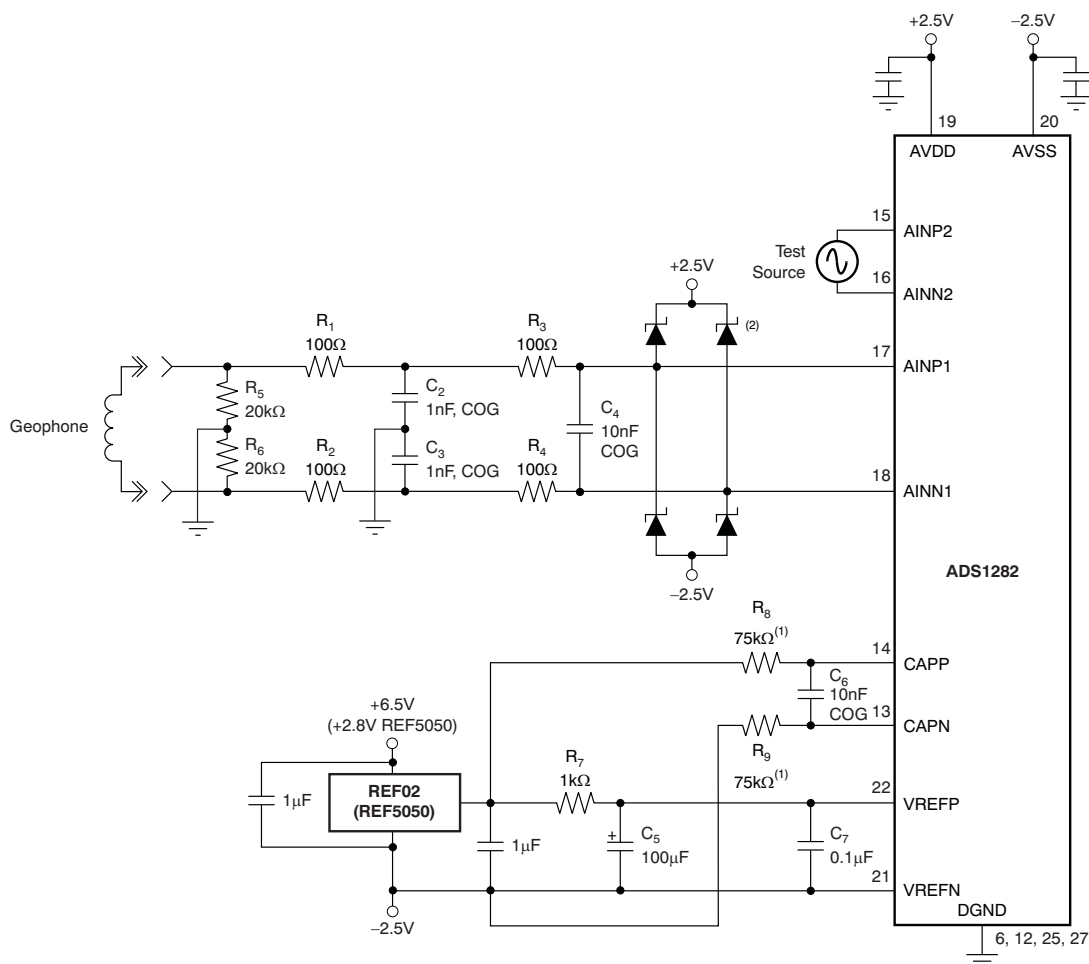 +2.5V
−2.5V
19
20
AVDD
AVSS
15
AINP2
Test
Source
16
AINN2
+2.5V
(2)
R1
100Ω
R3
100Ω
17
AINP1
R5
20kΩ
C2
1nF, COG
C4
10nF
COG
Geophone
R6
20kΩ
R2
100Ω
C3
1nF, COG
R4
100Ω
18
AINN1
−2.5V
ADS1282
R8
75kΩ(1)
14
CAPP
C6
10nF
COG
13
CAPN
R9
75kΩ(1)
+6.5V
(+2.8V REF5050)
R7
1kΩ
22
VREFP
1µF
REF02
(REF5050)
1µF
+
C5
100µF
C7
0.1µF
21
VREFN
−2.5V
DGND
6, 12, 25, 27